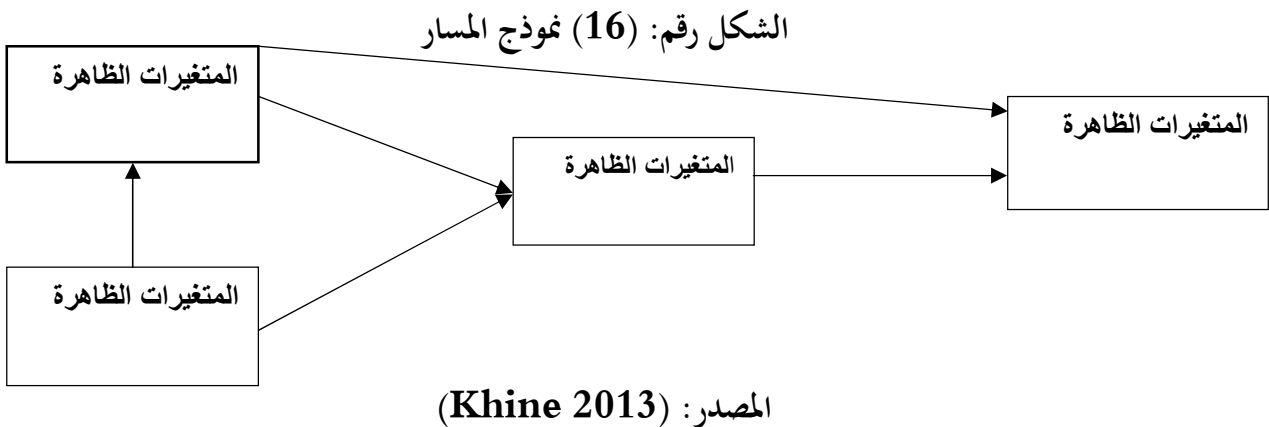 الشكل رقم: (16) نموذج المسار
المتغيرات الظاهرة
المتغيرات الظاهرة
المتغيرات الظاهرة
المتغيرات الظاهرة
المصدر: (Khine 2013)